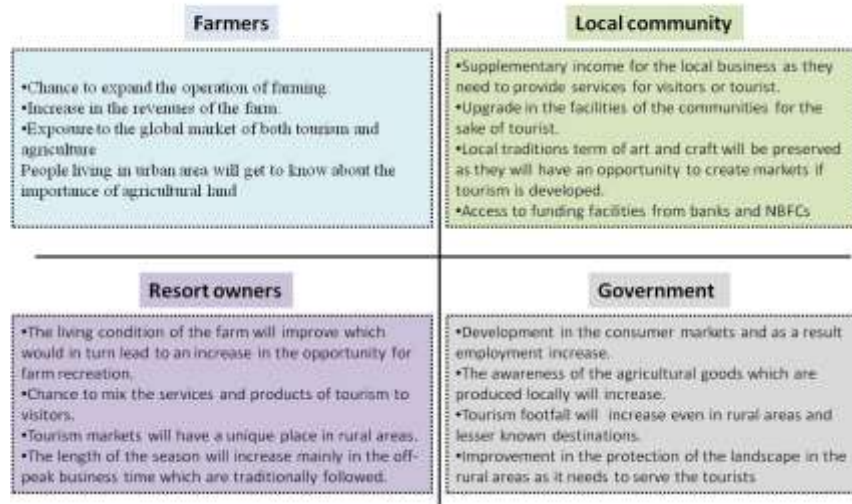 Farmers
•Chance to expand the operation of farming
•Increase in the revenues of the farm
•Exposure to the global market of both tourism and
agriculture
People living in urban area will get to know about the
importance of agricultural land
Local community
•Supplementary income for the local business as they
need to provide services for visitors or tourist.
•Upgrade in the facilities of the communities for the
sake of tourist.
•Local traditions term of art and craft will be preserved
as they will have an opportunity to create markets if
tourism is developed.
•Access to funding facilities from banks and NBFCs
Resort owners
•The living condition of the farm will improve which
would in turn lead to an increase in the opportunity for
farm recreation.
•Chance to mix the services and products of tourism to
visitors.
•Tourism markets will have a unique place in rural areas.
•The length of the season will increase mainly in the off-
peak business time which are traditionally followed.
Government
•Development in the consumer markets and as a result
employment increase.
•The awareness of the agricultural goods which are
produced locally will increase.
•Tourism footfall will increase even in rural areas and
lesser known destinations.
•Improvement in the protection of the landscape in the
rural areas as it needs to serve the tourists